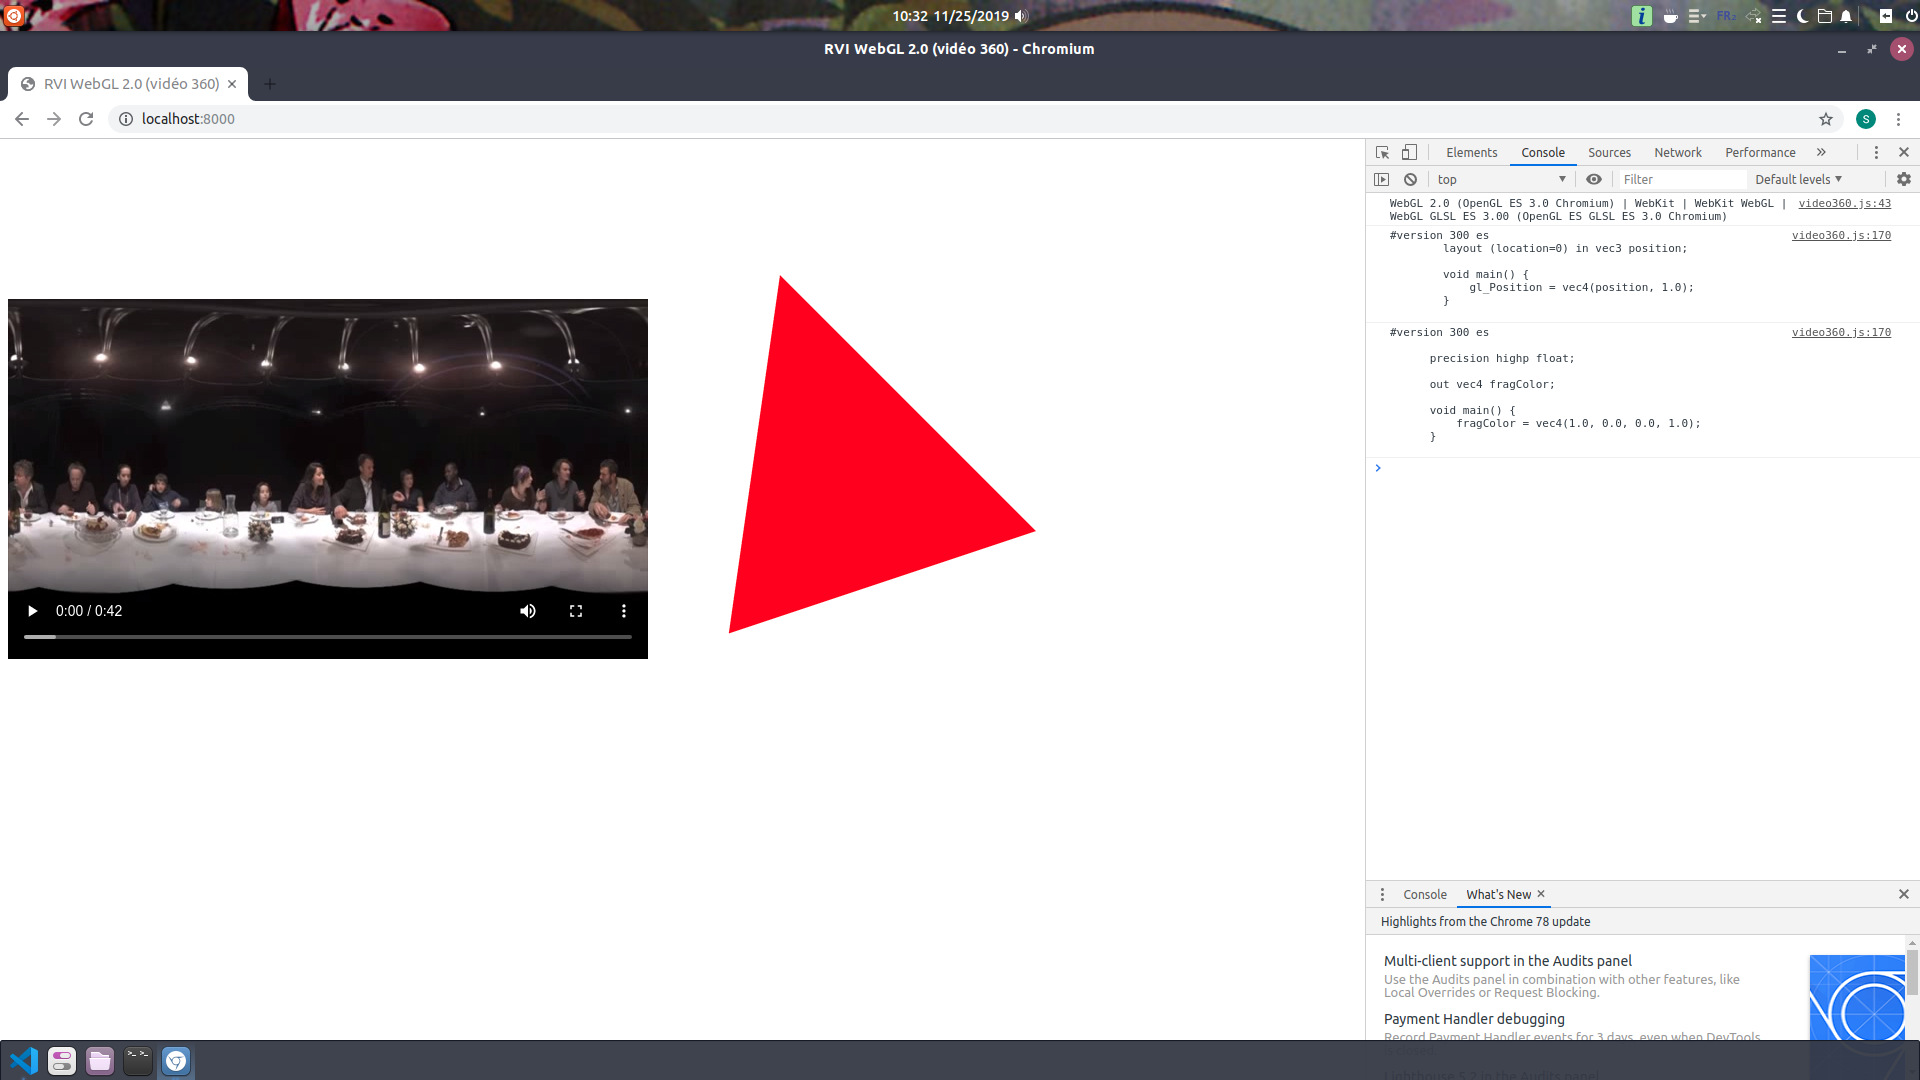 10:32 11/25/2019
FR
RVI WebGL 2.0 (vidéo 360) - Chromium
RVI WebGL 2.0 (vidéo 360)
localhost:8000
S
Elements Console Sources Network Performance
top Filter Default levels
WebGL 2.0 (OpenGL ES 3.0 Chromium) | WebKit | WebKit WebGL | video360.js:43
WebGL GLSL ES 3.00 (OpenGL ES GLSL ES 3.0 Chromium)
#version 300 es video360.js:170
layout (location=0) in vec3 position;
void main() {
gl_Position = vec4(position, 1.0);
}
#version 300 es video360.js:170
precision highp float;
out vec4 fragColor;
void main() {
fragColor = vec4(1.0, 0.0, 0.0, 1.0);
}
0:00 / 0:42
Console What's New
Highlights from the Chrome 78 update
Multi-client support in the Audits panel
Use the Audits panel in combination with other features, like
Local Overrides or Request Blocking.
Payment Handler debugging
Record Payment Handler events for 3 days, even when DevTools
Lighthouse 5.2 in the Audits panel